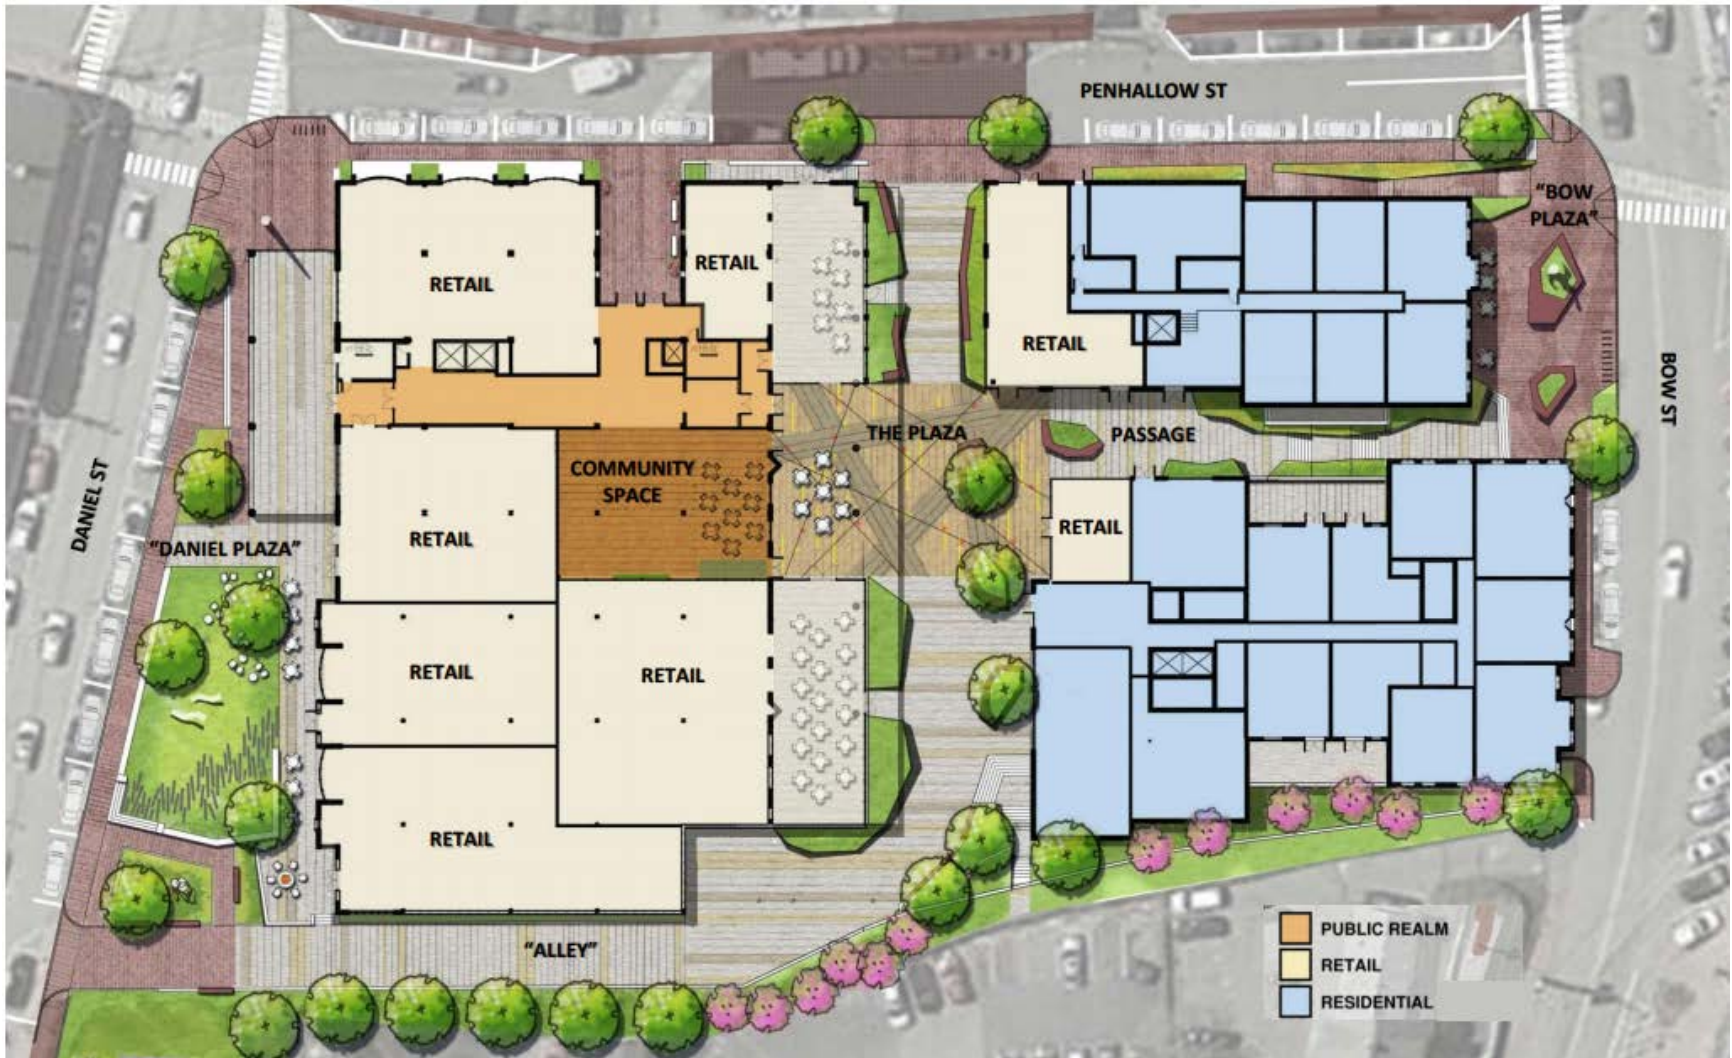 PENHALLOW ST
"BOW
PLAZA"
RETAIL
RETAIL
RETAIL
BOW ST
THE PLAZA
PASSAGE
COMMUNITY
SPACE
DANIEL ST
RETAIL
RETAIL
"DANIEL PLAZA"
RETAIL
RETAIL
RETAIL
"ALLEY"
PUBLIC REALM
RETAIL
RESIDENTIAL